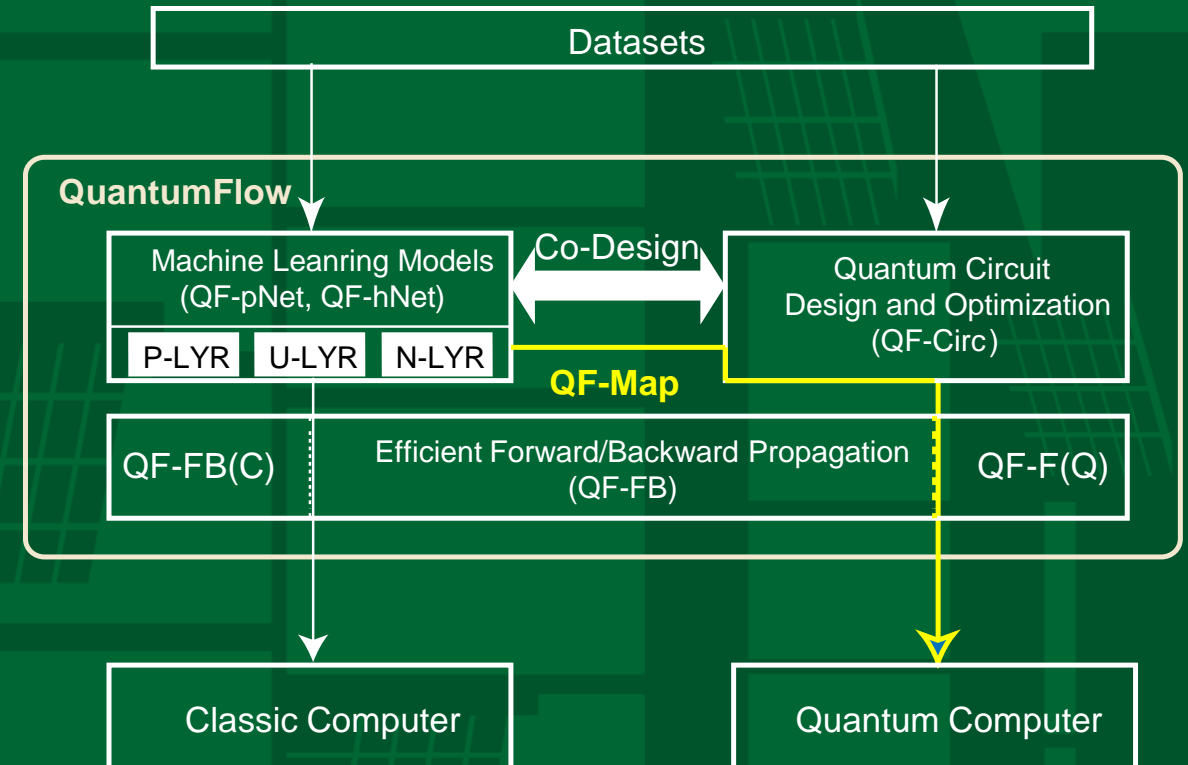 Datasets
QuantumFlow
Machine Leanring Models
(QF-pNet, QF-hNet)
P-LYR U-LYR N-LYR
Co-Design
Quantum Circuit
Design and Optimization
(QF-Circ)
QF-Map
QF-FB(C)
Efficient Forward/Backward Propagation
(QF-FB)
QF-F(Q)
Classic Computer
Quantum Computer